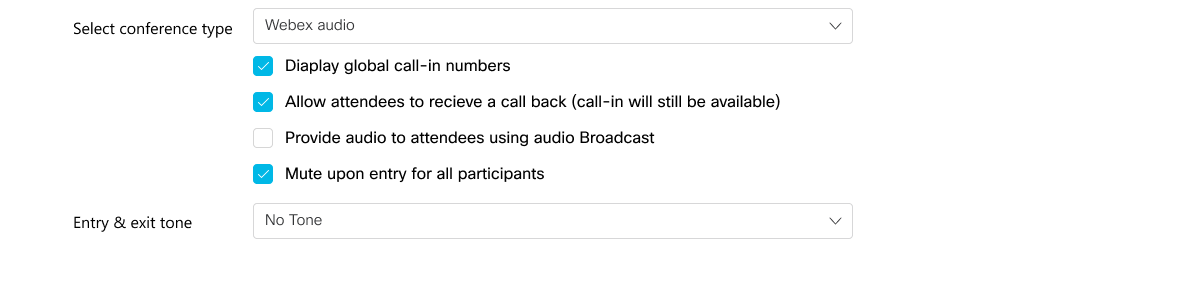 Select conference type Webex audio
Diaplay global call-in numbers
Allow attendees to recieve a call back (call-in will still be available)
Provide audio to attendees using audio Broadcast
Mute upon entry for all participants
Entry & exit tone No Tone